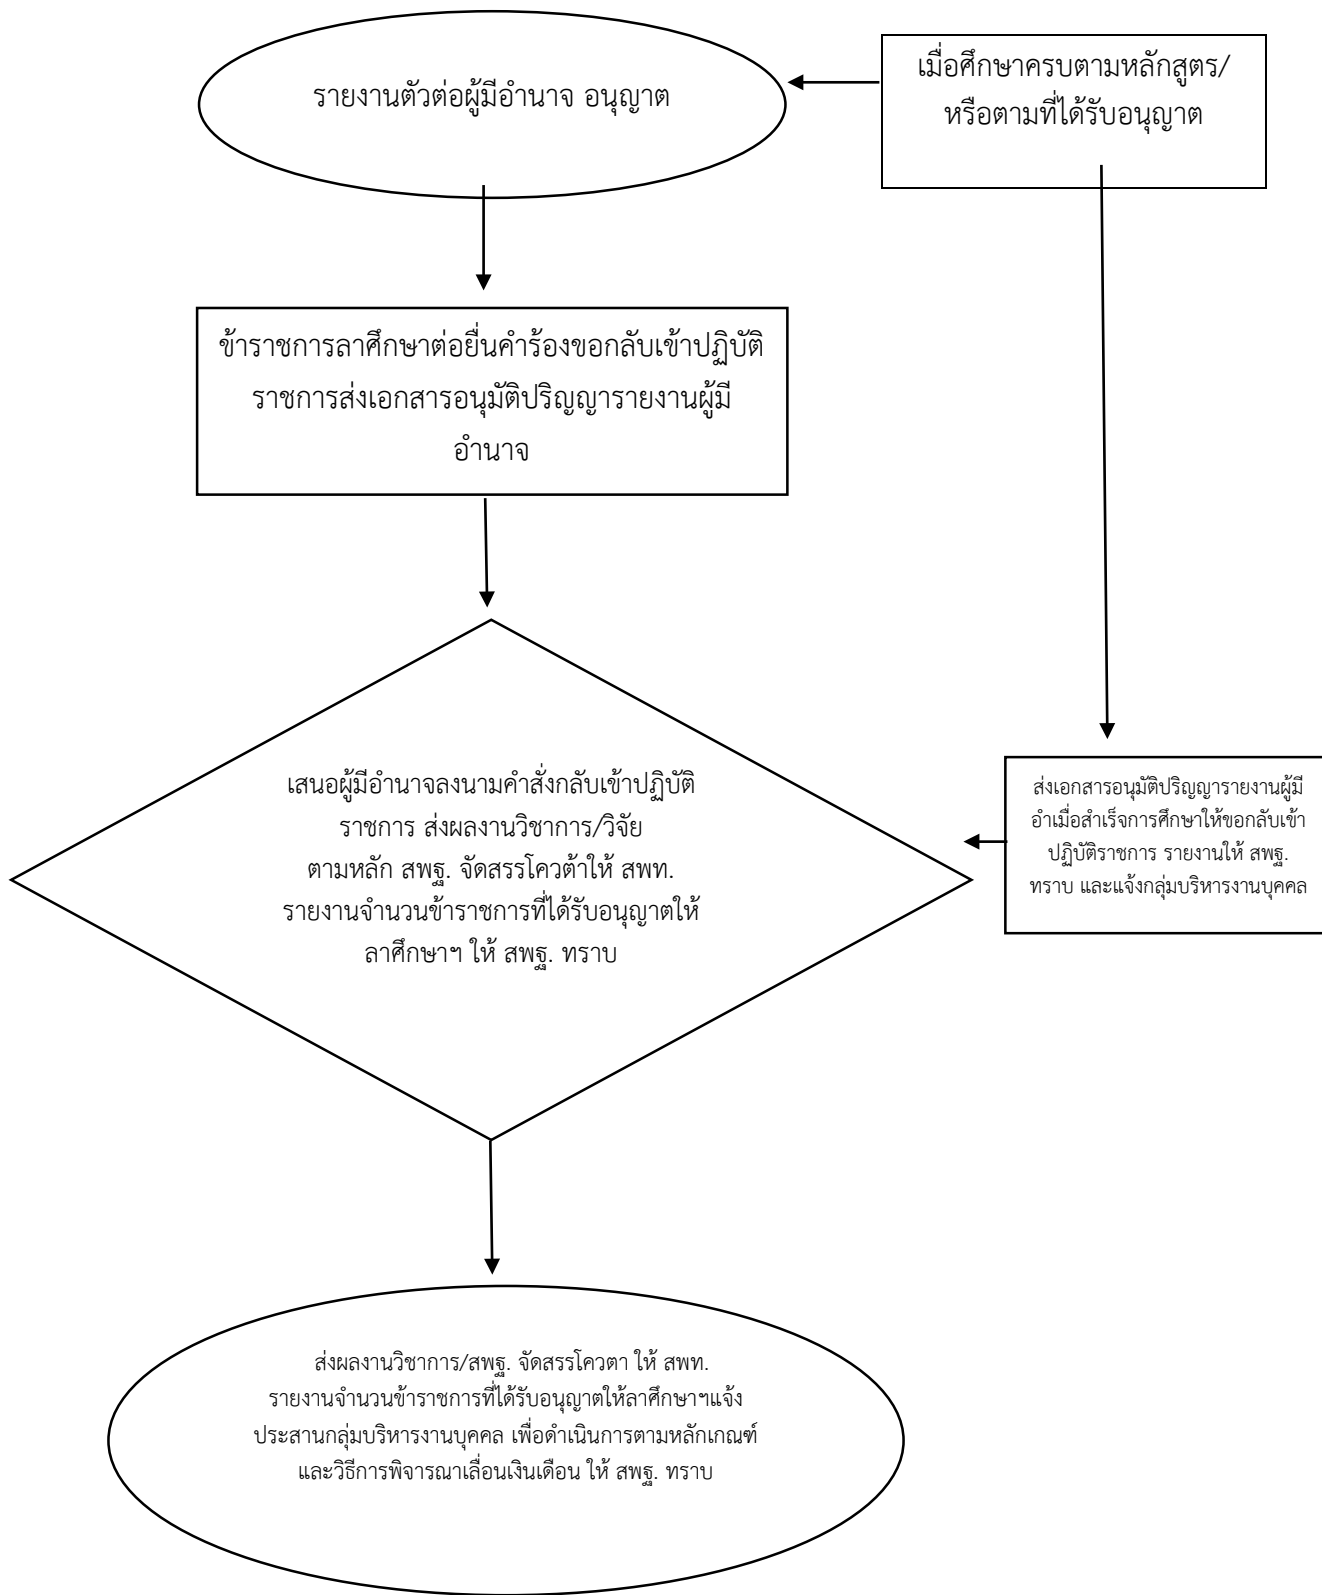 รายงานตัวต่อผู้มีอำนาจ อนุญาต
เมื่อศึกษาครบตามหลักสูตร/
หรือตามที่ได้รับอนุญาต
ข้าราชการลาศึกษาต่อยื่นคำร้องขอกลับเข้าปฏิบัติ
ราชการส่งเอกสารอนุมัติปริญญารายงานผู้มี
อำนาจ
เสนอผู้มีอำนาจลงนามคำสั่งกลับเข้าปฏิบัติ
ราชการ ส่งผลงานวิชาการ/วิจัย
ตามหลัก สพฐ. จัดสรรโควต้าให้ สพท.
รายงานจำนวนข้าราชการที่ได้รับอนุญาตให้
ลาศึกษาฯ ให้ สพฐ. ทราบ
ส่งเอกสารอนุมัติปริญญารายงานผู้มี
อำเมื่อสำเร็จการศึกษาให้ขอกลับเข้า
ปฏิบัติราชการ รายงานให้ สพฐ.
ทราบ และแจ้งกลุ่มบริหารงานบุคคล
ส่งผลงานวิชาการ/สพฐ. จัดสรรโควตา ให้ สพท.
รายงานจำนวนข้าราชการที่ได้รับอนุญาตให้ลาศึกษาฯแจ้ง
ประสานกลุ่มบริหารงานบุคคล เพื่อดำเนินการตามหลักเกณฑ์
และวิธีการพิจารณาเลื่อนเงินเดือน ให้ สพฐ. ทราบ